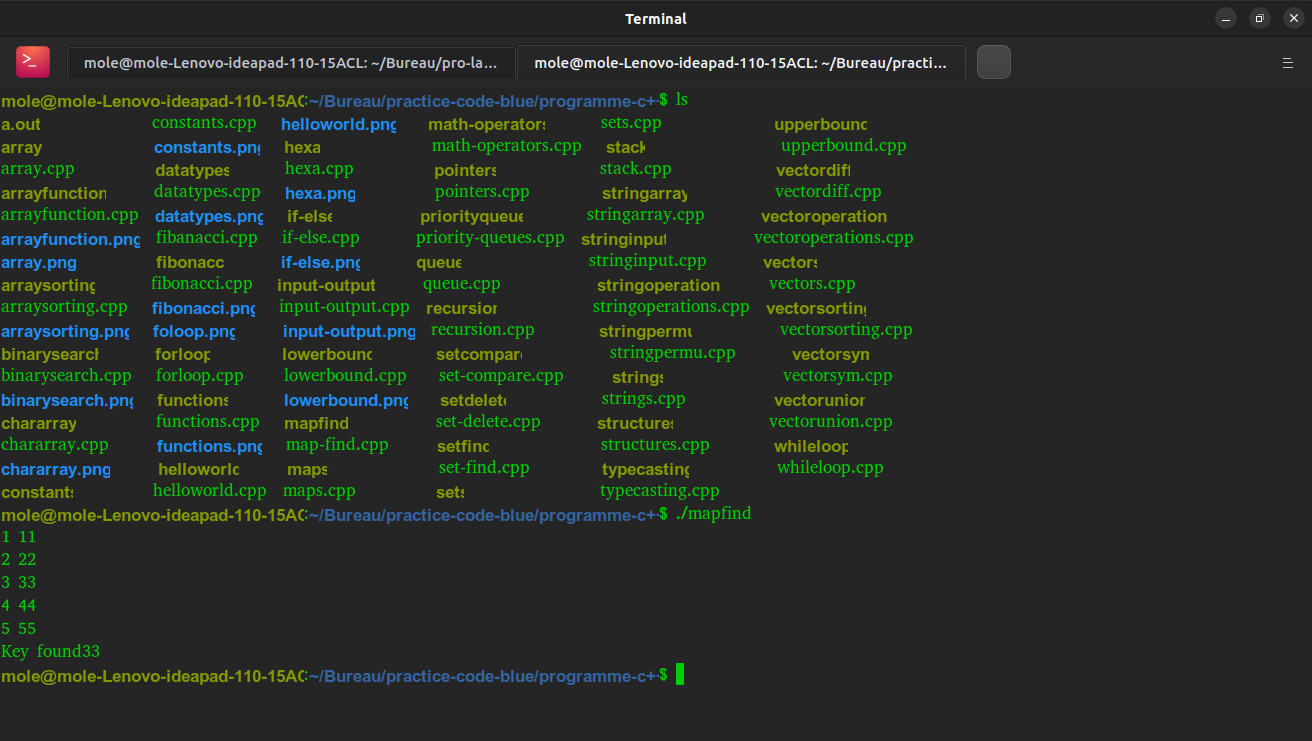 Terminal
>_
mole@mole-Lenovo-ideapad-110-15ACL: ~/Bureau/pro-la... mole@mole-Lenovo-ideapad-110-15ACL: ~/Bureau/practi...
mole@mole-Lenovo-ideapad-110-15AC:~/Bureau/practice-code-blue/programme-c+$ ls
a.out constants.cpp helloworld.png math-operators sets.cpp upperbound
array constants.png hexa math-operators.cpp stack upperbound.cpp
array.cpp datatypes hexa.cpp pointers stack.cpp vectordiff
arrayfunction datatypes.cpp hexa.png pointers.cpp stringarray vectordiff.cpp
arrayfunction.cpp datatypes.png if-else priorityqueue stringarray.cpp vectoroperation
arrayfunction.png fibanacci.cpp if-else.cpp priority-queues.cpp stringinput vectoroperations.cpp
array.png fibonacc if-else.png queue stringinput.cpp vectors
arraysorting fibonacci.cpp input-output queue.cpp stringoperation vectors.cpp
arraysorting.cpp fibonacci.png input-output.cpp recursion stringoperations.cpp vectorsorting
arraysorting.png foloop.png input-output.png recursion.cpp stringpermu vectorsorting.cpp
binarysearch forloop lowerbound setcompare stringpermu.cpp vectorsym
binarysearch.cpp forloop.cpp lowerbound.cpp set-compare.cpp strings vectorsym.cpp
binarysearch.png functions lowerbound.png setdelete strings.cpp vectorunion
chararray functions.cpp mapfind set-delete.cpp structures vectorunion.cpp
chararray.cpp functions.png map-find.cpp setfind structures.cpp whileloop
chararray.png helloworld maps set-find.cpp typecasting whileloop.cpp
constants helloworld.cpp maps.cpp sets typecasting.cpp
mole@mole-Lenovo-ideapad-110-15AC:~/Bureau/practice-code-blue/programme-c+$ ./mapfind
1 11
2 22
3 33
4 44
5 55
Key found33
mole@mole-Lenovo-ideapad-110-15AC:~/Bureau/practice-code-blue/programme-c+$